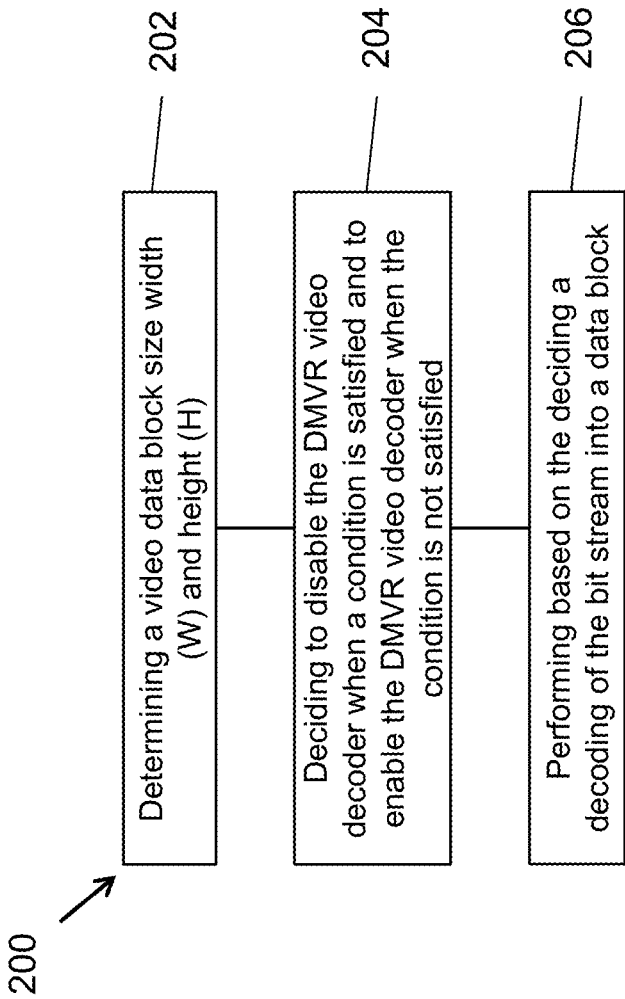 200
202
Determining a video data block size width
(W) and height (H)
204
Deciding to disable the DMVR video
decoder when a condition is satisfied and to
enable the DMVR video decoder when the
condition is not satisfied
206
Performing based on the deciding a
decoding of the bit stream into a data block